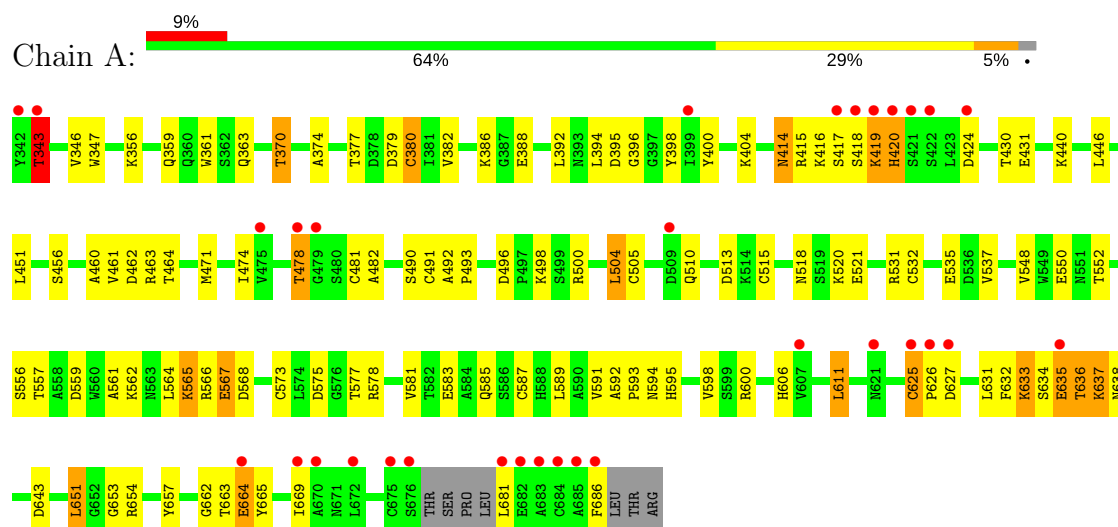 9%
Chain A:
64% 29% 5% •
Y342 T343 V346 W347 K356 Q359 Q360 W361 S362 Q363 T370 A374 T377 D378 D379 C380 I381 V382 K386 G387 E388 L392 N393 L394 D395 G396 G397 Y398 I399 Y400 K404 N414 R415 K416 S417 S418 K419 H420 S421 S422 L423 D424 T430 E431 K440 L446
L451 S456 A460 V461 D462 R463 T464 M471 I474 V475 T478 G479 S480 C481 A482 S490 C491 A492 P493 D496 P497 K498 S499 R500 L504 C505 D509 Q510 D513 K514 C515 N518 S519 K520 E521 R531 C532 E535 D536 V537 V548 W549 E550 N551 T552
S556 T557 A558 D559 W560 A561 K562 N563 L564 K565 R566 E567 D568 C573 L574 D575 G576 T577 R578 V581 T582 E583 A584 Q585 S586 C587 H588 L589 A590 V591 A592 P593 N594 H595 V598 S599 R600 H606 V607 L611 N621 C625 P626 D627 L631 F632 K633 S634 E635 T636 K637 N638
D643 L651 G652 G653 R654 Y657 G662 T663 E664 Y665 I669 A670 N671 L672 C675 S676 THR SER PRO LEU L681 E682 A683 C684 A685 F686 LEU THR ARG